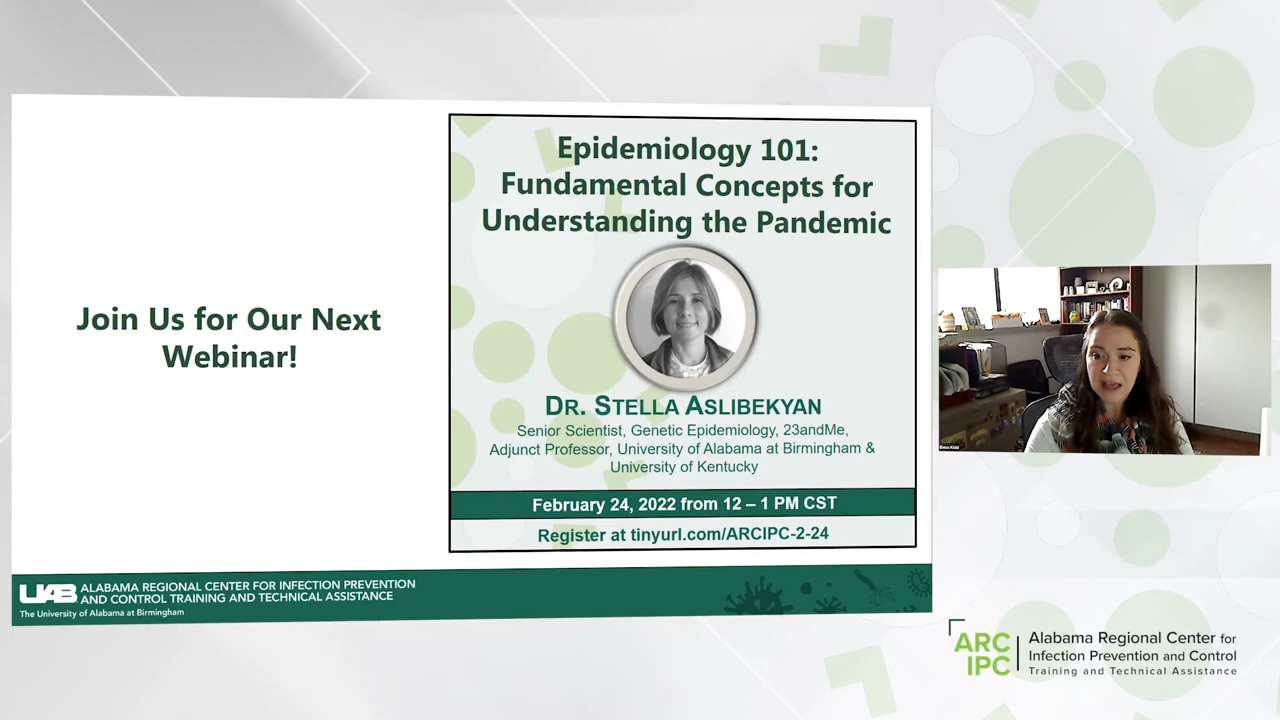 Join Us for Our Next
Webinar!
Epidemiology 101:
Fundamental Concepts for
Understanding the Pandemic
DR. STELLA ASLIBEKYAN
Senior Scientist, Genetic Epidemiology, 23andMe,
Adjunct Professor, University of Alabama at Birmingham &
University of Kentucky
February 24, 2022 from 12 – 1 PM CST
Register at tinyurl.com/ARCIPC-2-24
UAB ALABAMA REGIONAL CENTER FOR INFECTION PREVENTION
AND CONTROL TRAINING AND TECHNICAL ASSISTANCE
The University of Alabama at Birmingham
ARC
IPC
Alabama Regional Center for
Infection Prevention and Control
Training and Technical Assistance